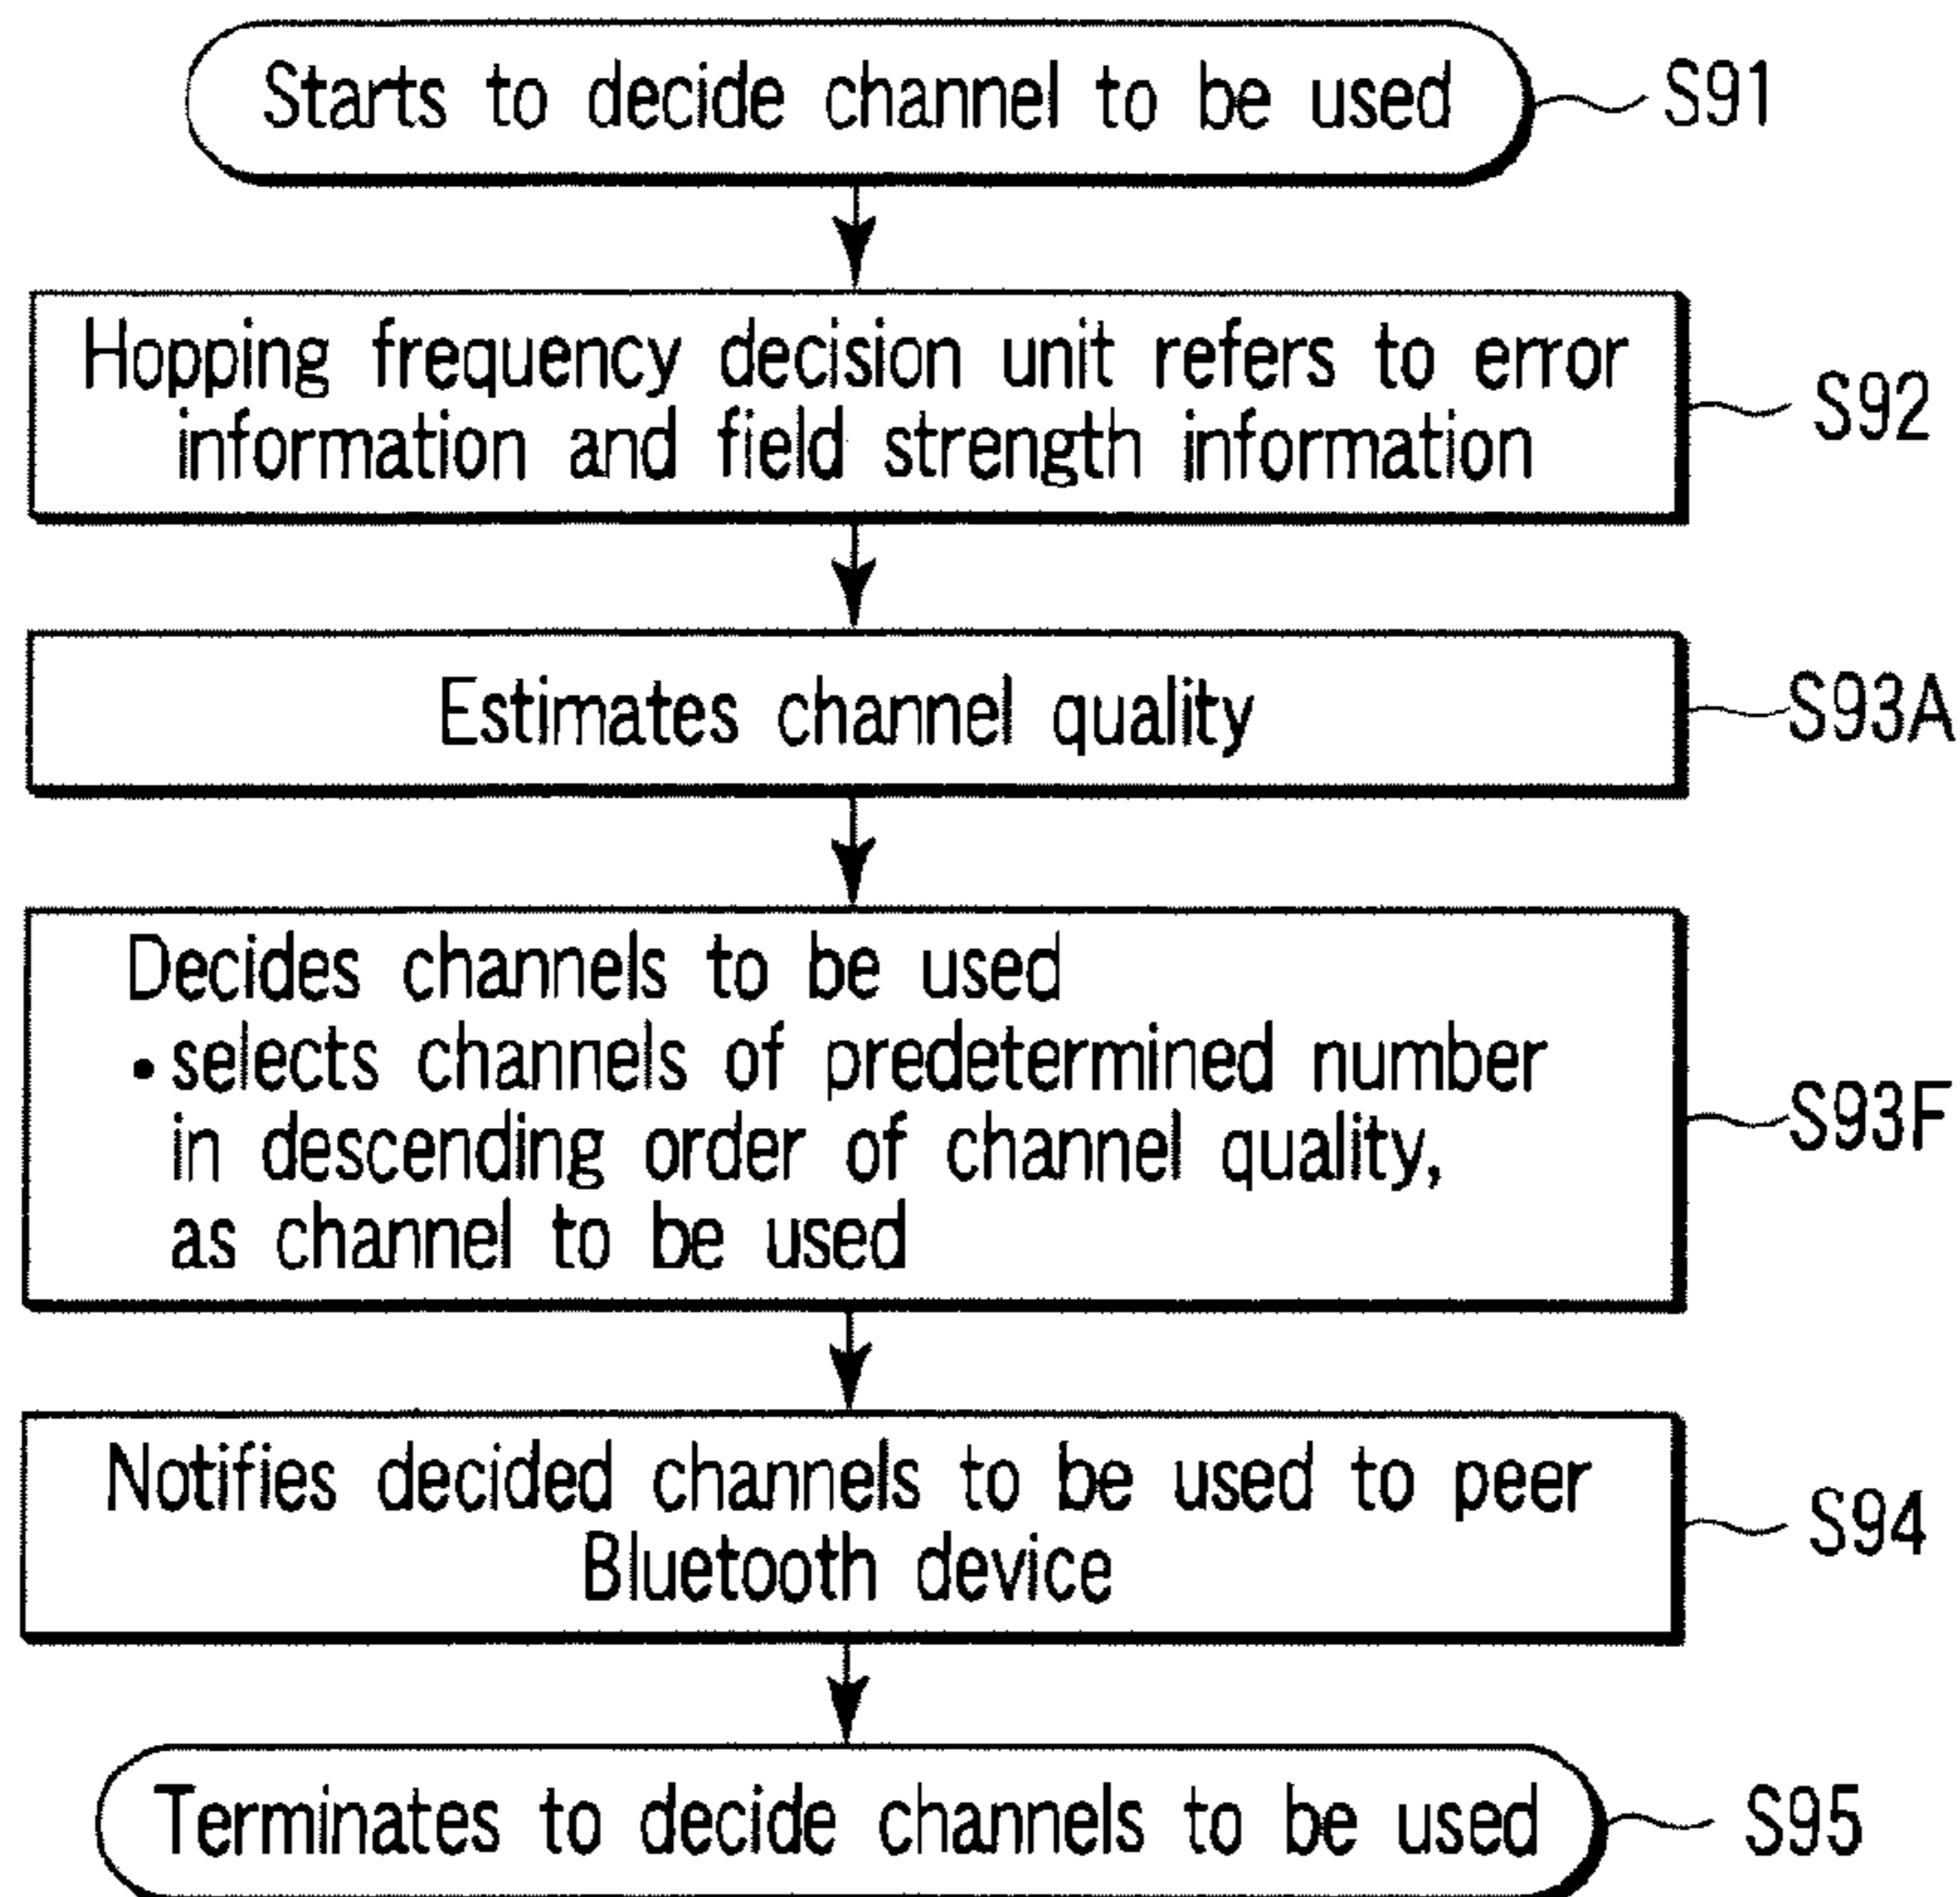 Starts to decide channel to be used
S91
Hopping frequency decision unit refers to error
information and field strength information
S92
Estimates channel quality
S93A
Decides channels to be used
• selects channels of predetermined number
in descending order of channel quality,
as channel to be used
S93F
Notifies decided channels to be used to peer
Bluetooth device
S94
Terminates to decide channels to be used
S95